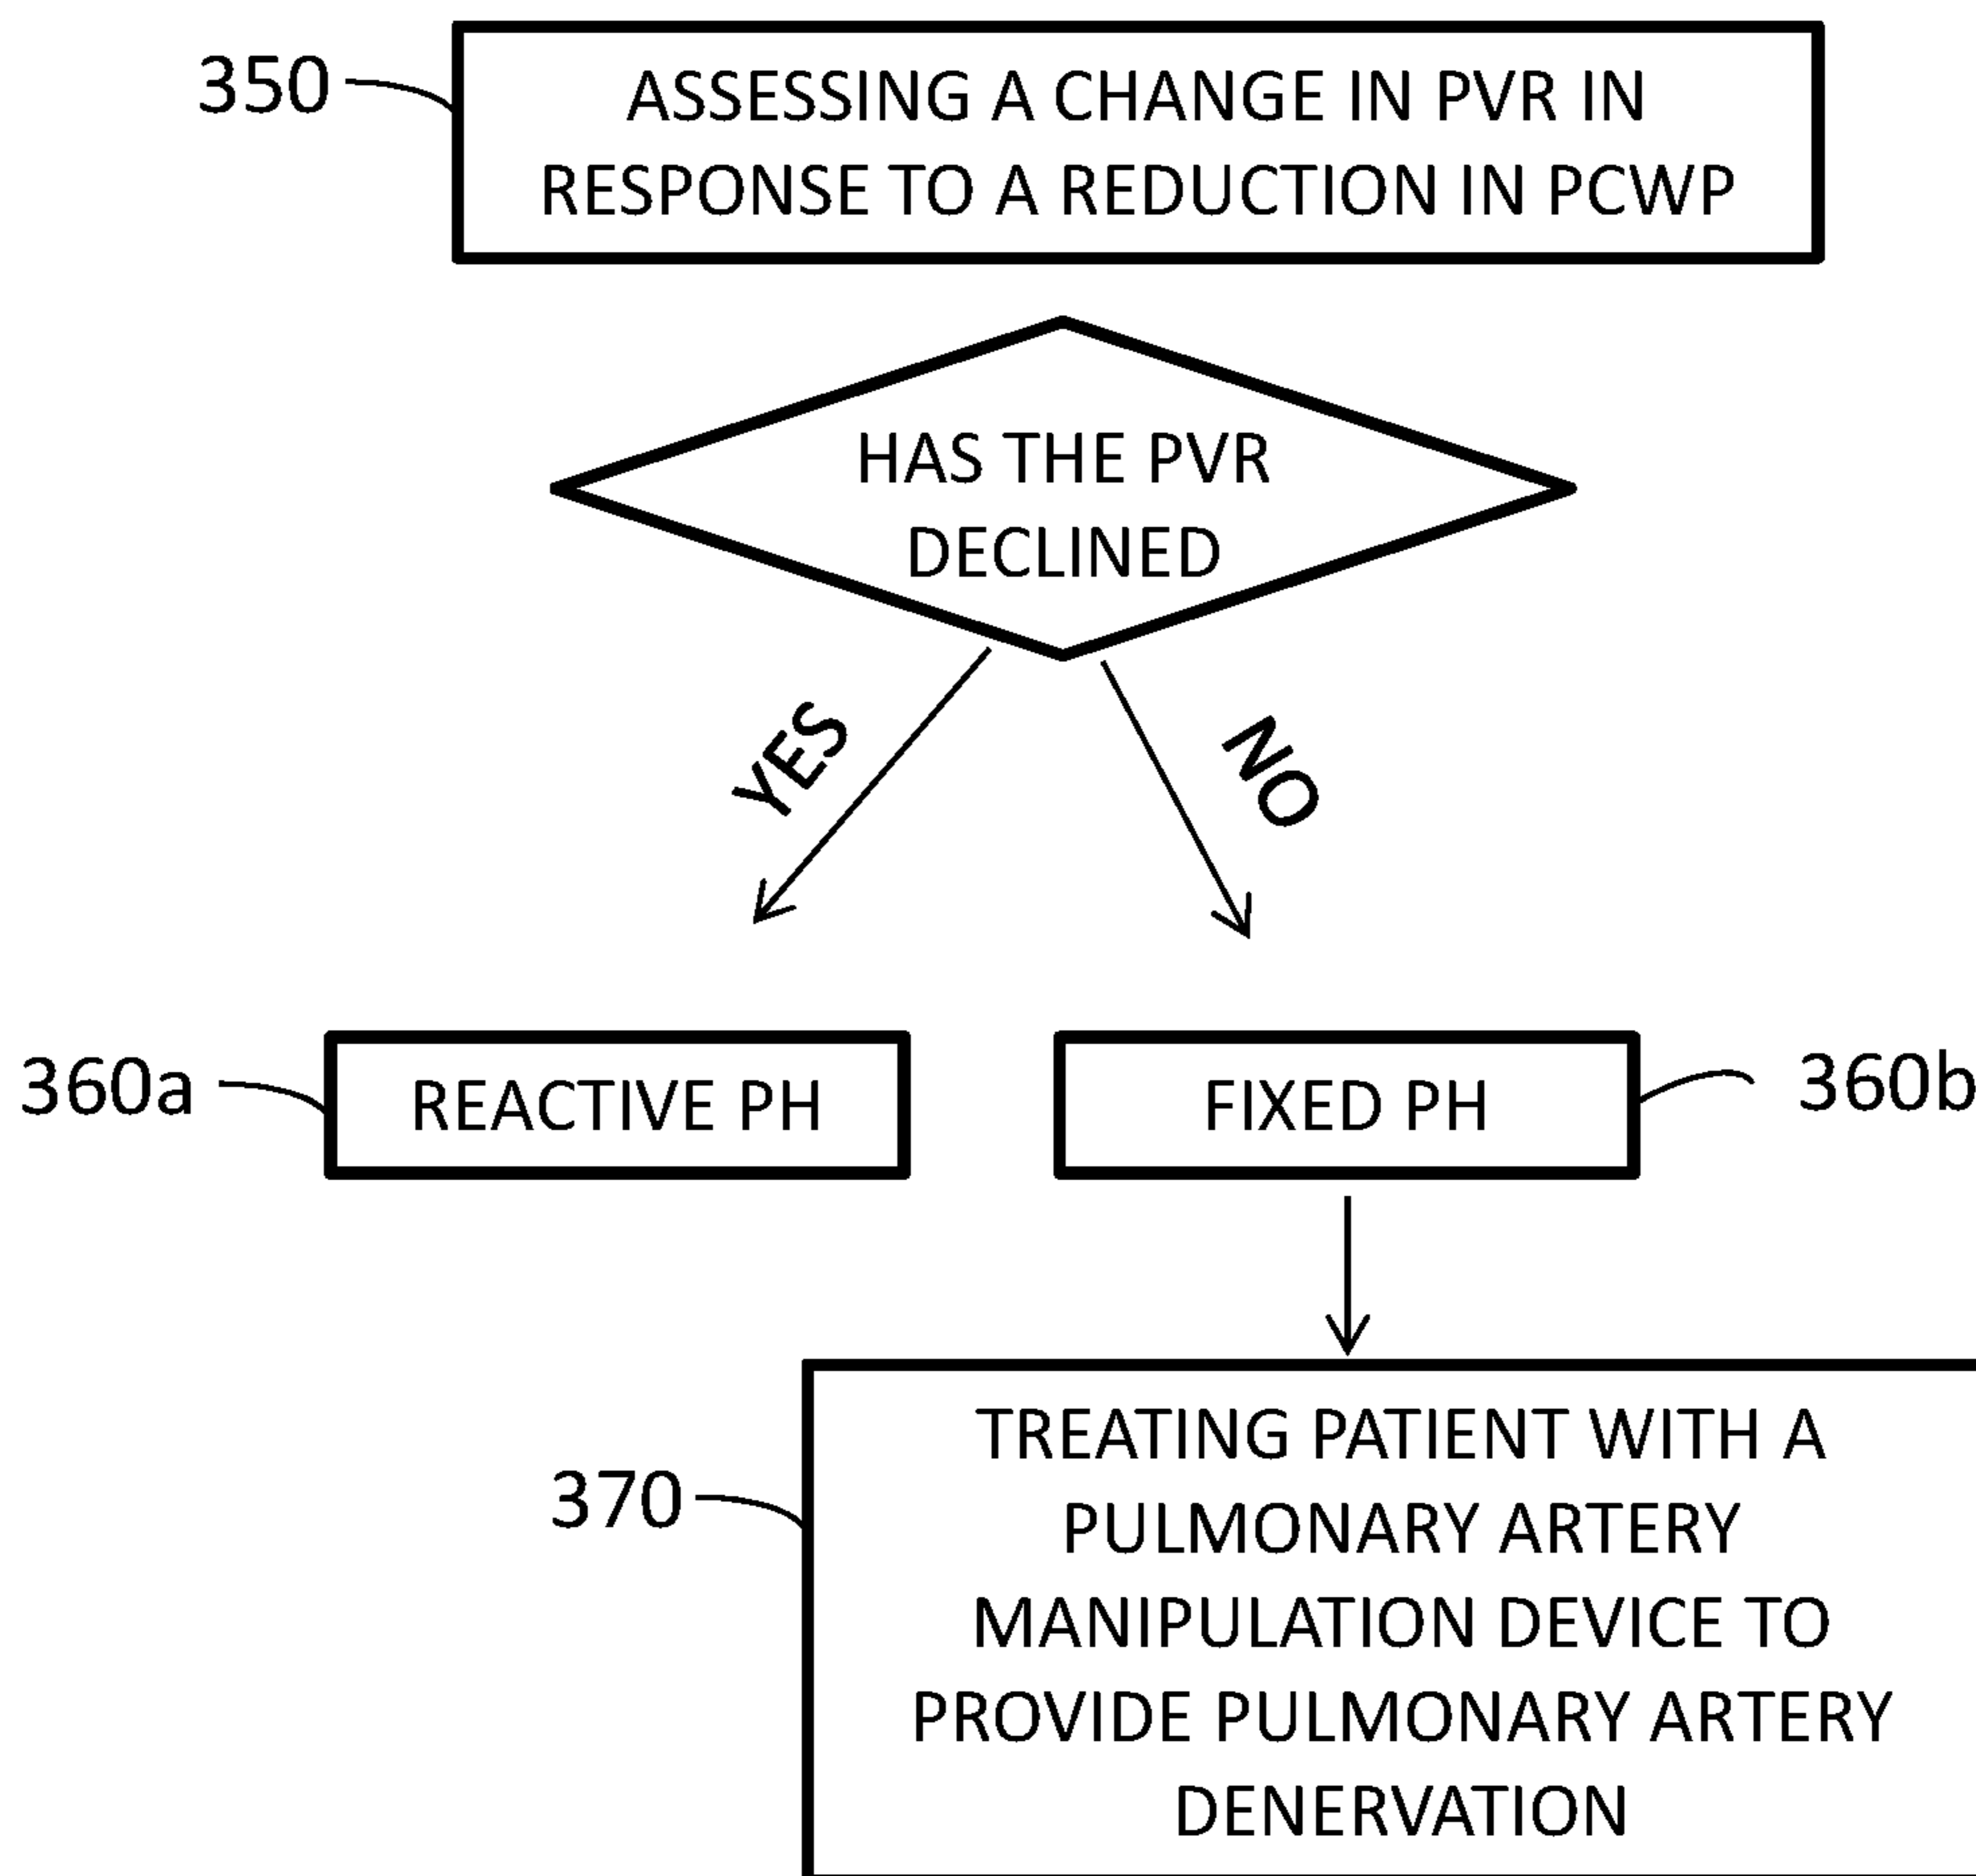 350
ASSESSING A CHANGE IN PVR IN
RESPONSE TO A REDUCTION IN PCWP
HAS THE PVR
DECLINED
YES
NO
360a
REACTIVE PH
FIXED PH
360b
370
TREATING PATIENT WITH A
PULMONARY ARTERY
MANIPULATION DEVICE TO
PROVIDE PULMONARY ARTERY
DENERVATION